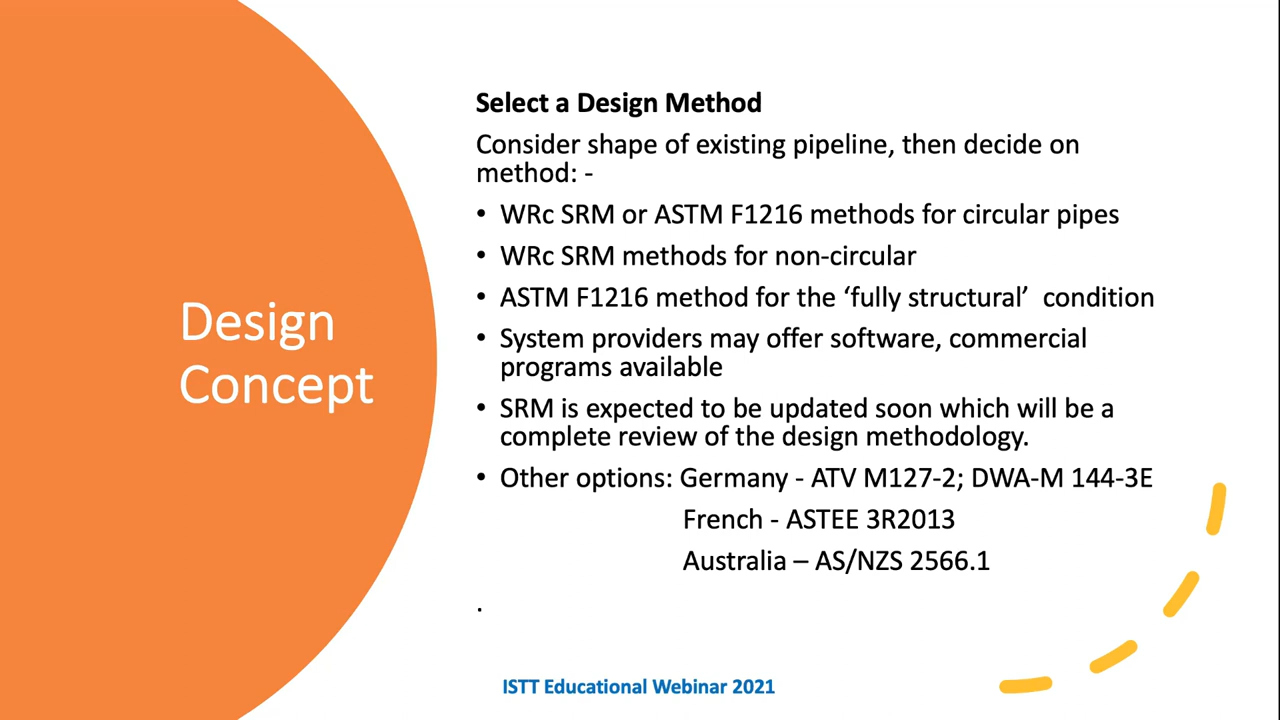 Design
Concept
Select a Design Method
Consider shape of existing pipeline, then decide on
method: -
• WRc SRM or ASTM F1216 methods for circular pipes
• WRc SRM methods for non-circular
• ASTM F1216 method for the ‘fully structural’  condition
• System providers may offer software, commercial
programs available
• SRM is expected to be updated soon which will be a
complete review of the design methodology.
• Other options: Germany - ATV M127-2; DWA-M 144-3E
French - ASTEE 3R2013
Australia – AS/NZS 2566.1
.
ISTT Educational Webinar 2021